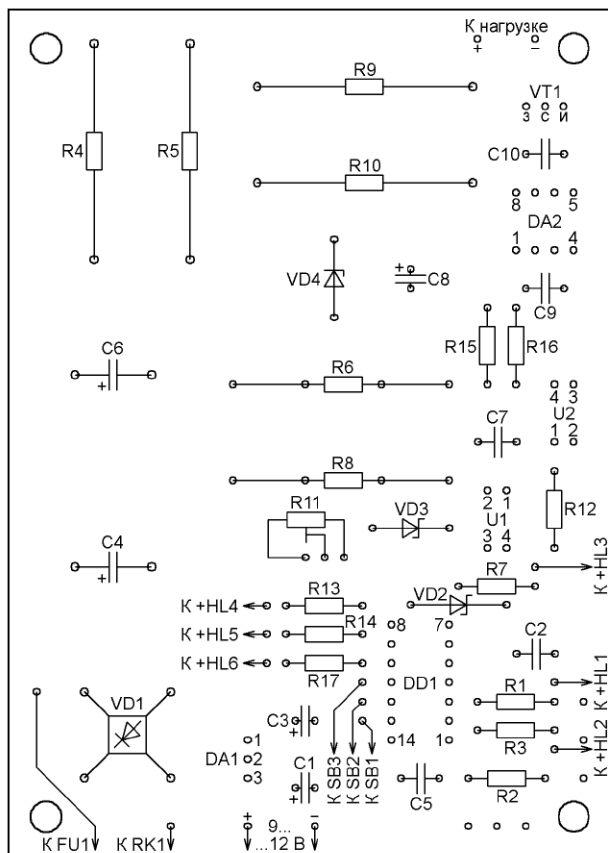 К нагрузке
+ −
R9
VT1
З С И
R4
R5
C10
R10
8 5
DA2
1 4
VD4
+
C8
C9
R15
R16
C6
+
R6
4 3
U2
1 2
C7
R8
R11
VD3
2 1
U1
3 4
R12
C4
+
К +HL3
R7
VD2
К +HL4
R13
К +HL5
R14
К +HL6
R17
8 7
DD1
14 1
C2
К +HL1
R1
R3
К +HL2
R2
VD1
C3
+
DA1
1
2
3
C1
+
К SB3
К SB2
К SB1
C5
К FU1
К RK1
+ −
9...
...12 В